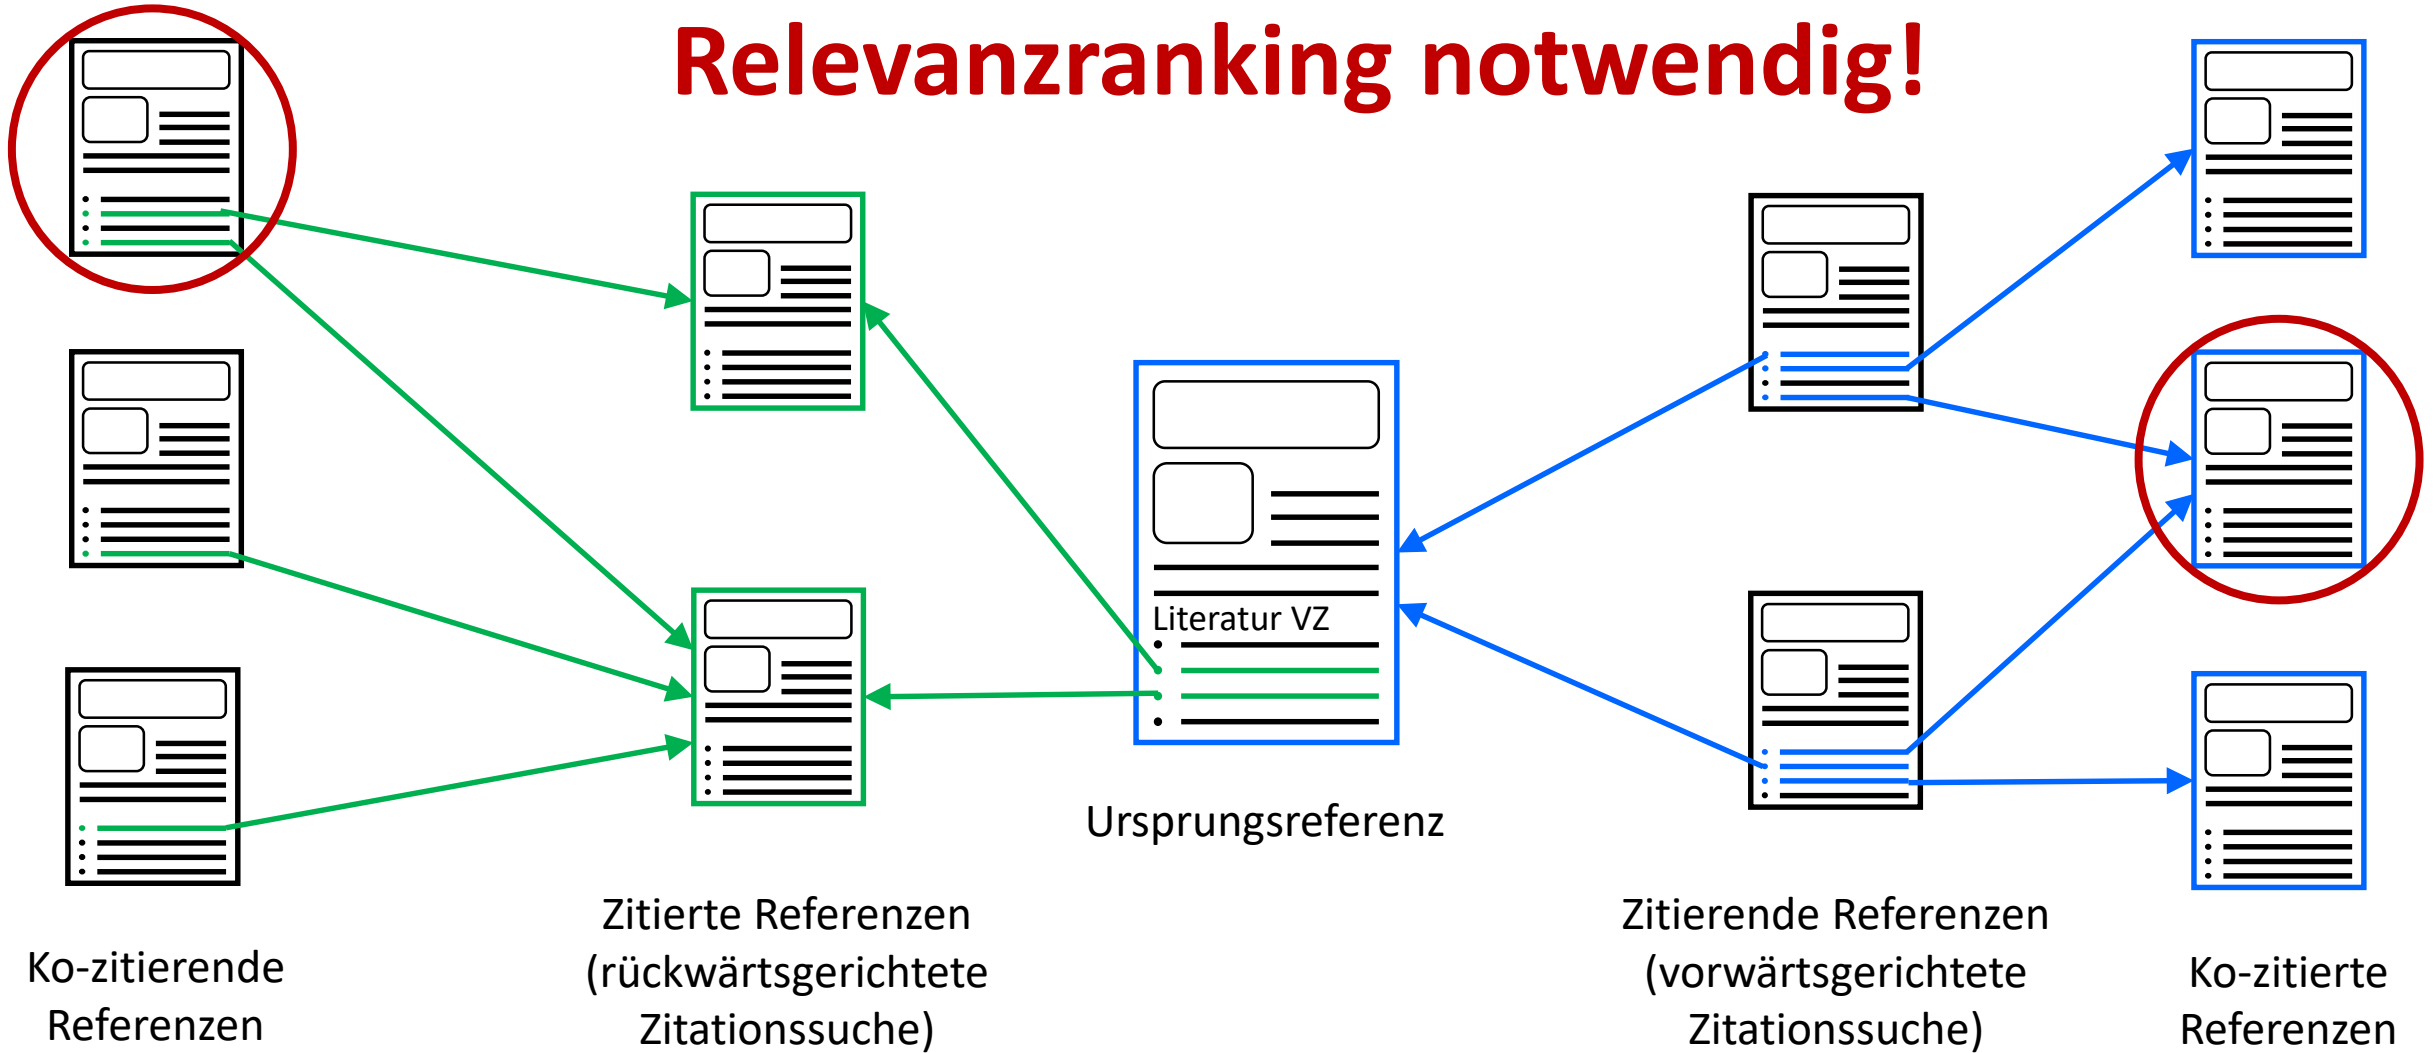 Relevanzranking notwendig!
Literatur VZ
Ursprungsreferenz
Ko-zitierende
Referenzen
Zitierte Referenzen
(rückwärtsgerichtete
Zitationssuche)
Zitierende Referenzen
(vorwärtsgerichtete
Zitationssuche)
Ko-zitierte
Referenzen